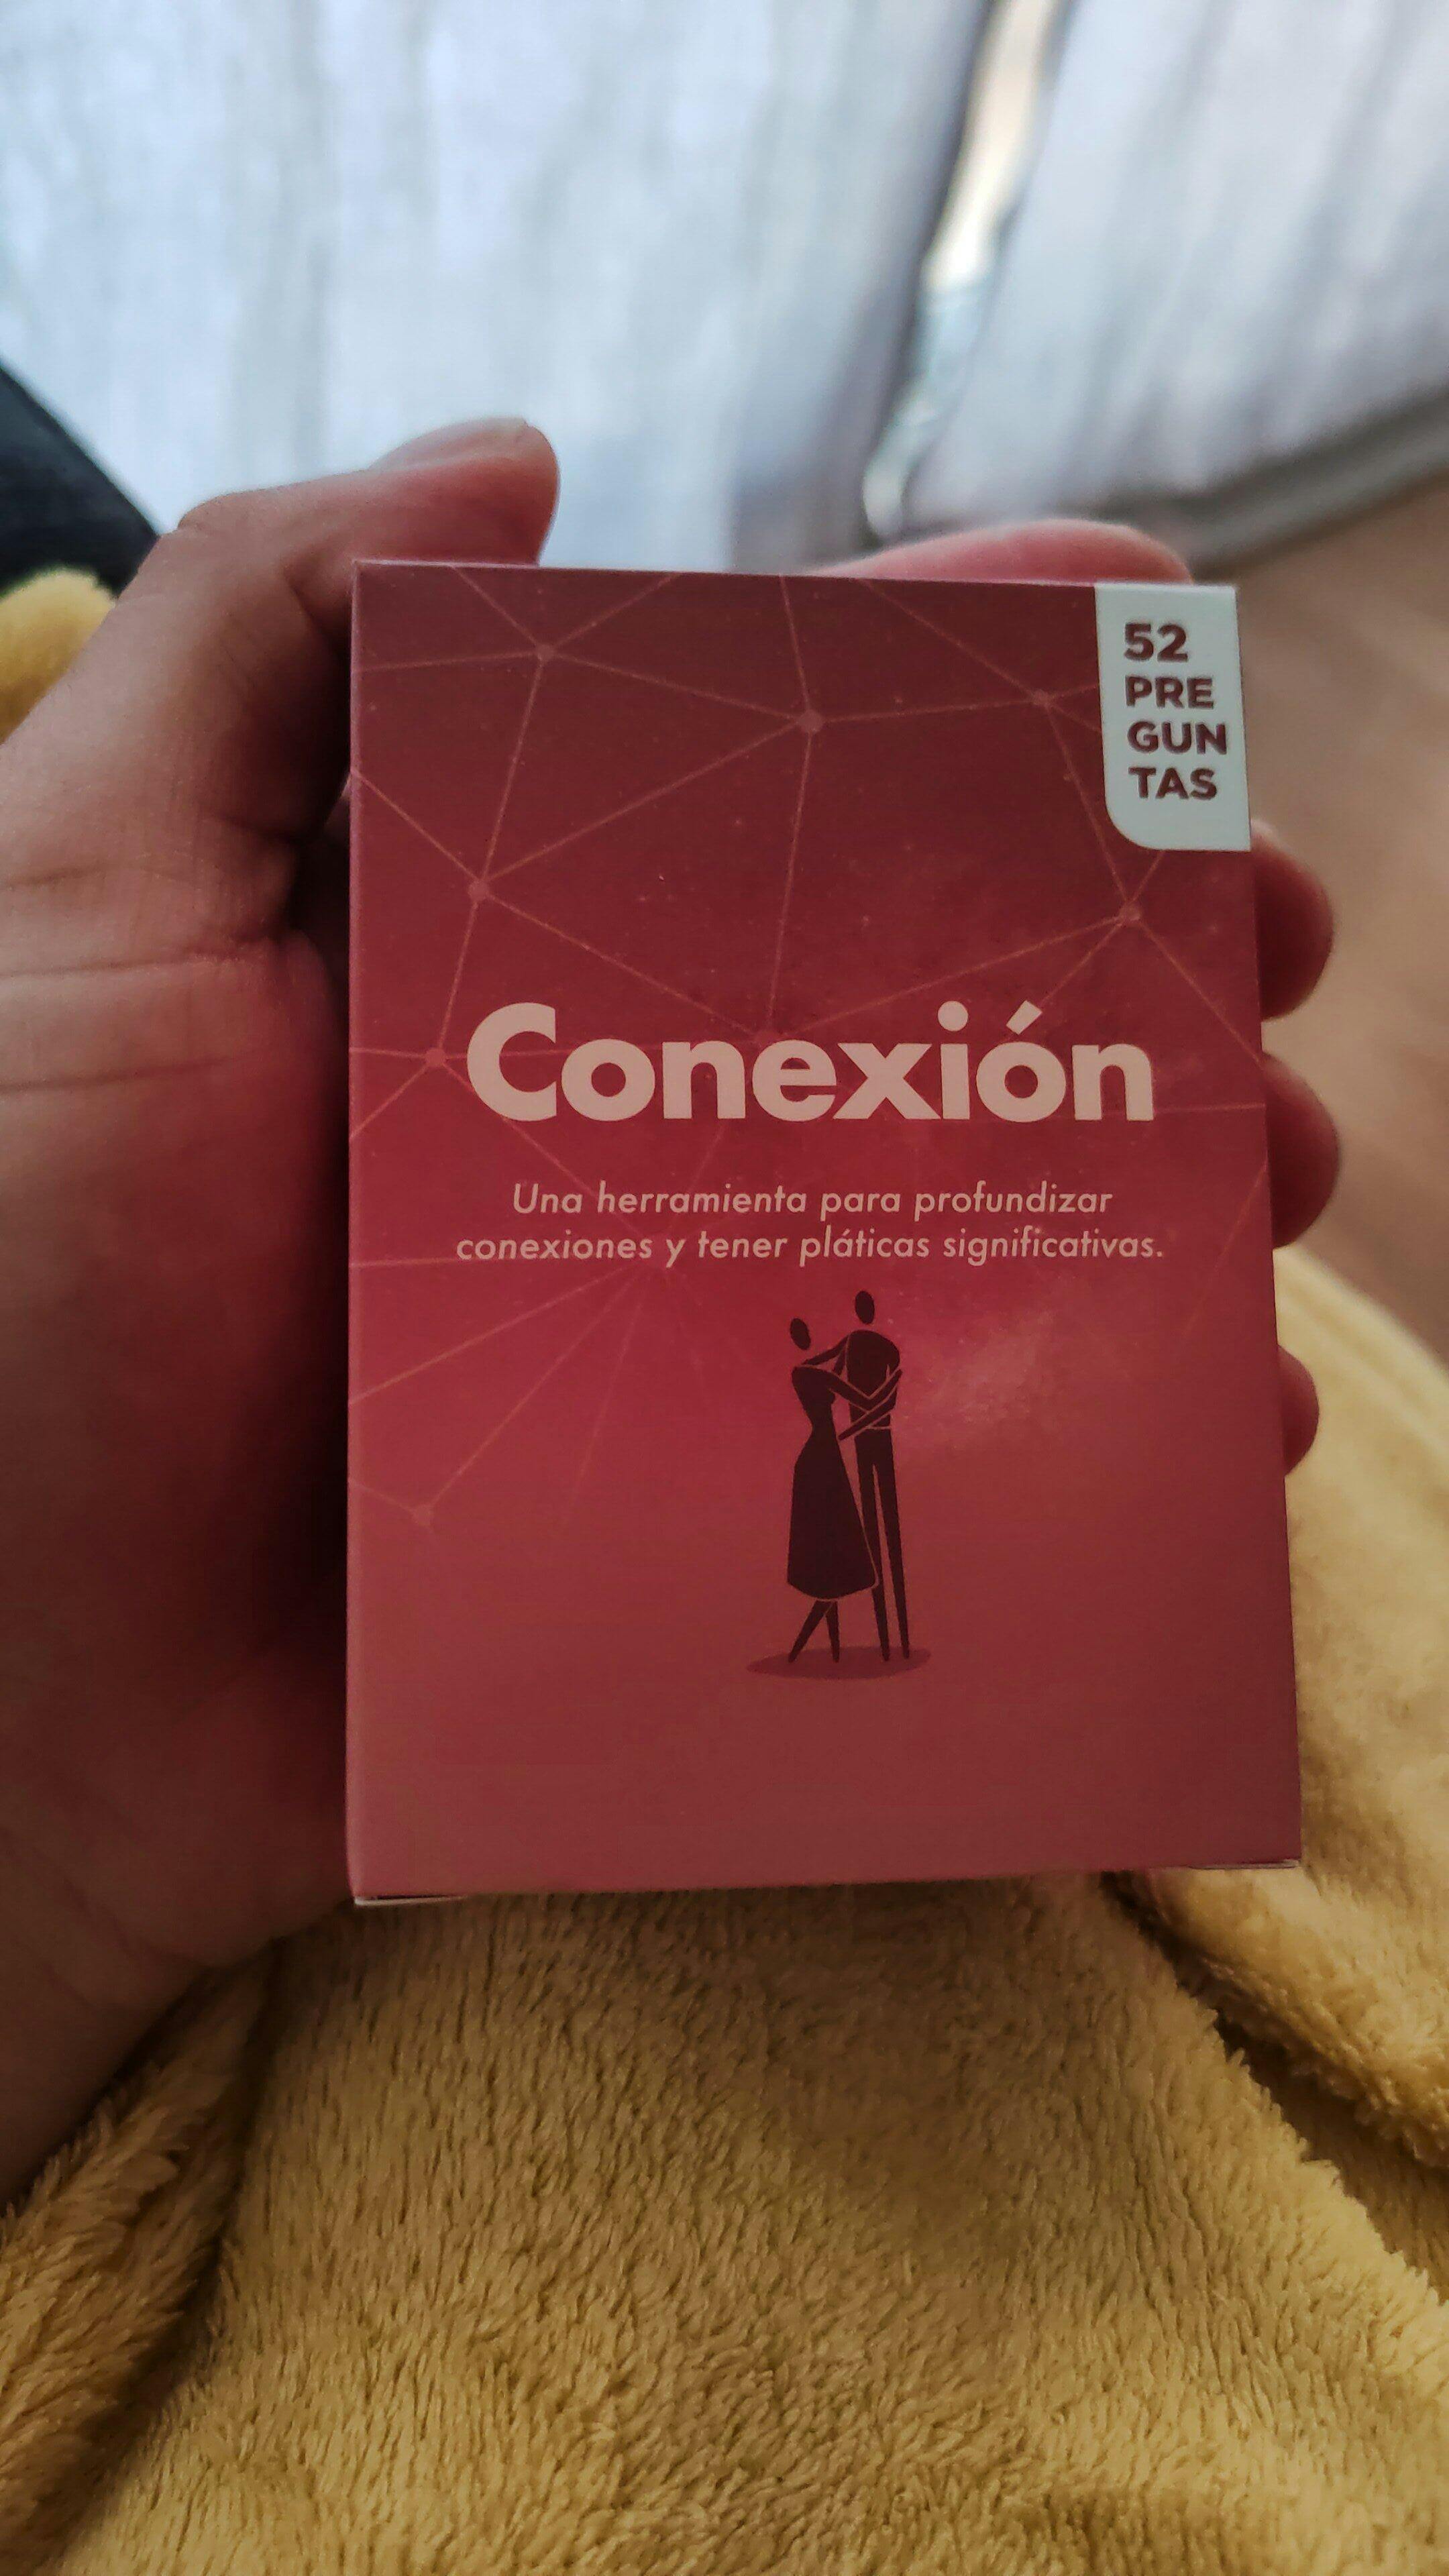 52
PRE
GUN
TAS
Conexión
Una herramienta para profundizar
conexiones y tener pláticas significativas.